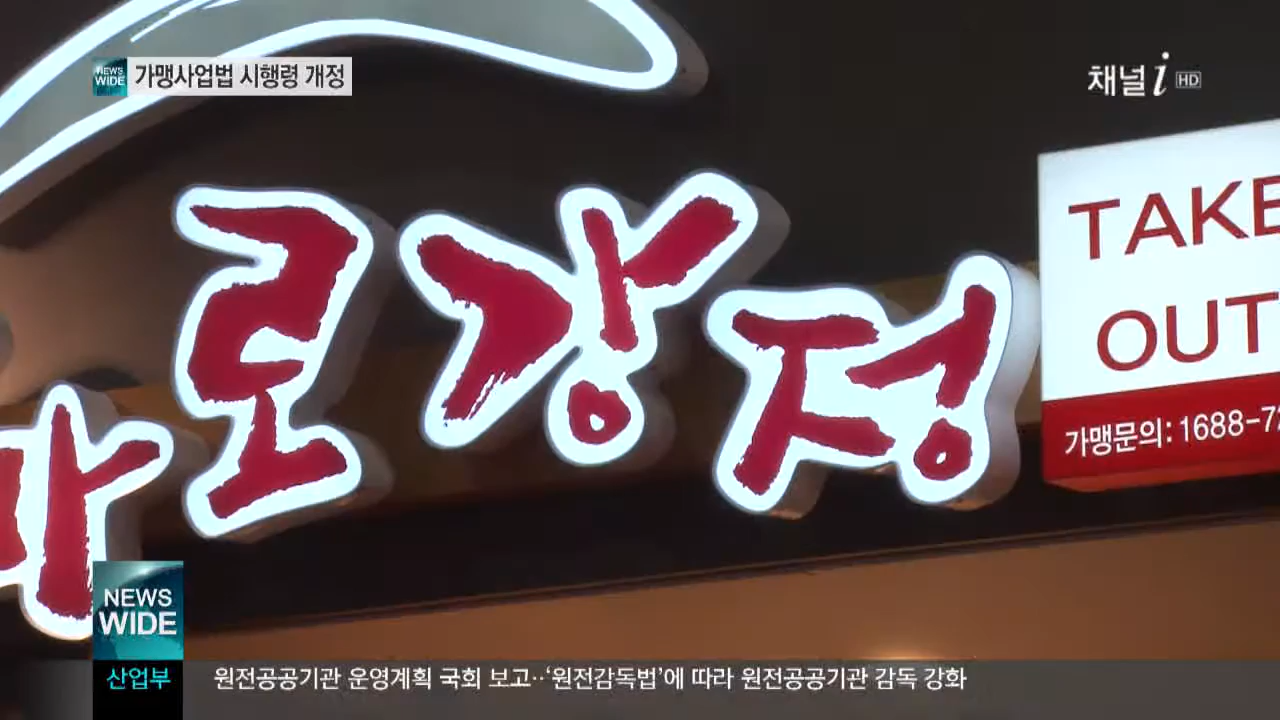 NEWS WIDE 가맹사업법 시행령 개정
채널 i HD
로강정
TAKE
OUT
가맹문의: 1688-7
NEWS
WIDE
산업부 원전공공기관 운영계획 국회 보고··‘원전감독법’에 따라 원전공공기관 감독 강화